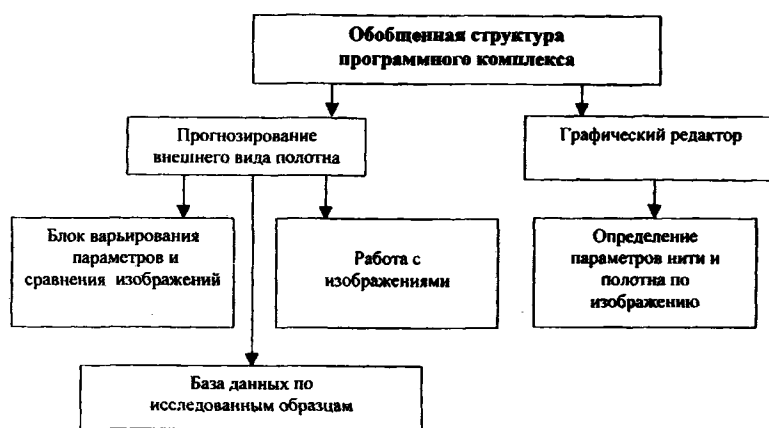 Обобщенная структура
программного комплекса
Прогнозирование
внешнего вида полотна
Графический редактор
Блок варьирования
параметров и
сравнения изображений
Работа с
изображениями
Определение
параметров нити и
полотна по
изображению
База данных по
исследованным образцам